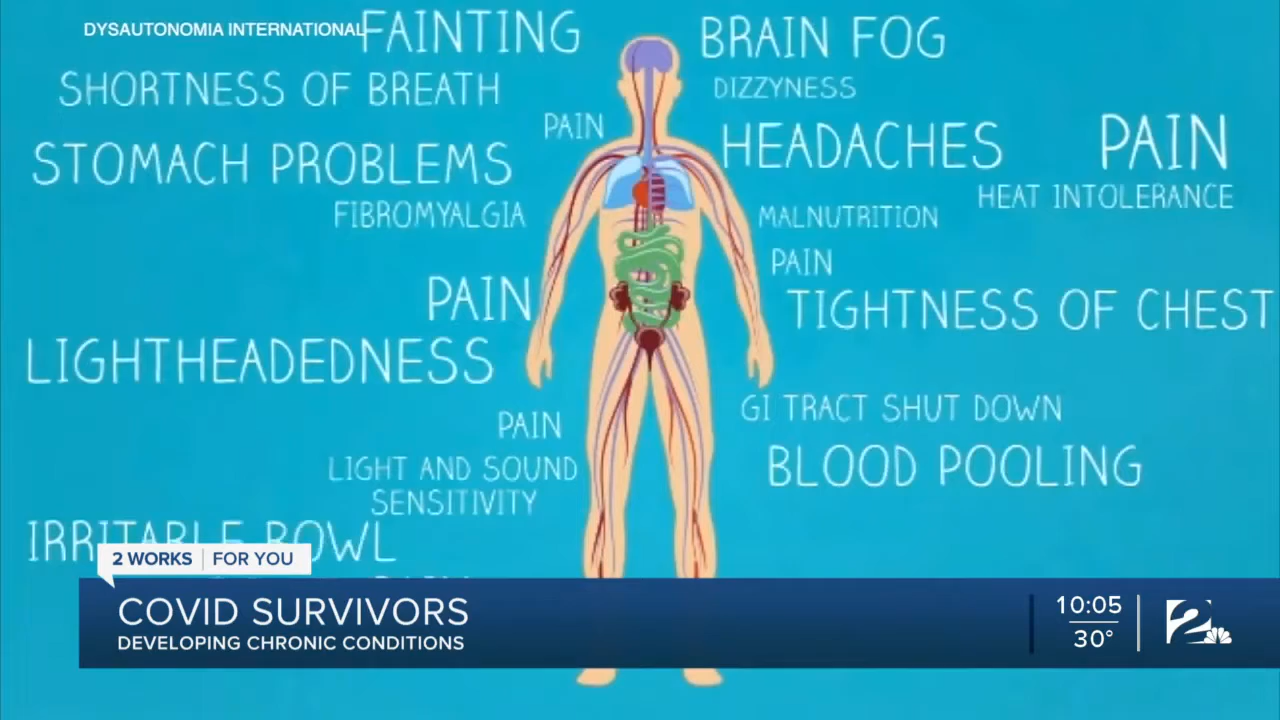 DYSAUTONOMIA INTERNATIONAL
FAINTING
BRAIN FOG
SHORTNESS OF BREATH
DIZZYNESS
PAIN
HEADACHES
PAIN
STOMACH PROBLEMS
HEAT INTOLERANCE
FIBROMYALGIA
MALNUTRITION
PAIN
PAIN
TIGHTNESS OF CHEST
LIGHTHEADEDNESS
GI TRACT SHUT DOWN
PAIN
LIGHT AND SOUND
SENSITIVITY
BLOOD POOLING
IRRITABLE BOWL
2 WORKS FOR YOU
COVID SURVIVORS
DEVELOPING CHRONIC CONDITIONS
10:05
30°
2